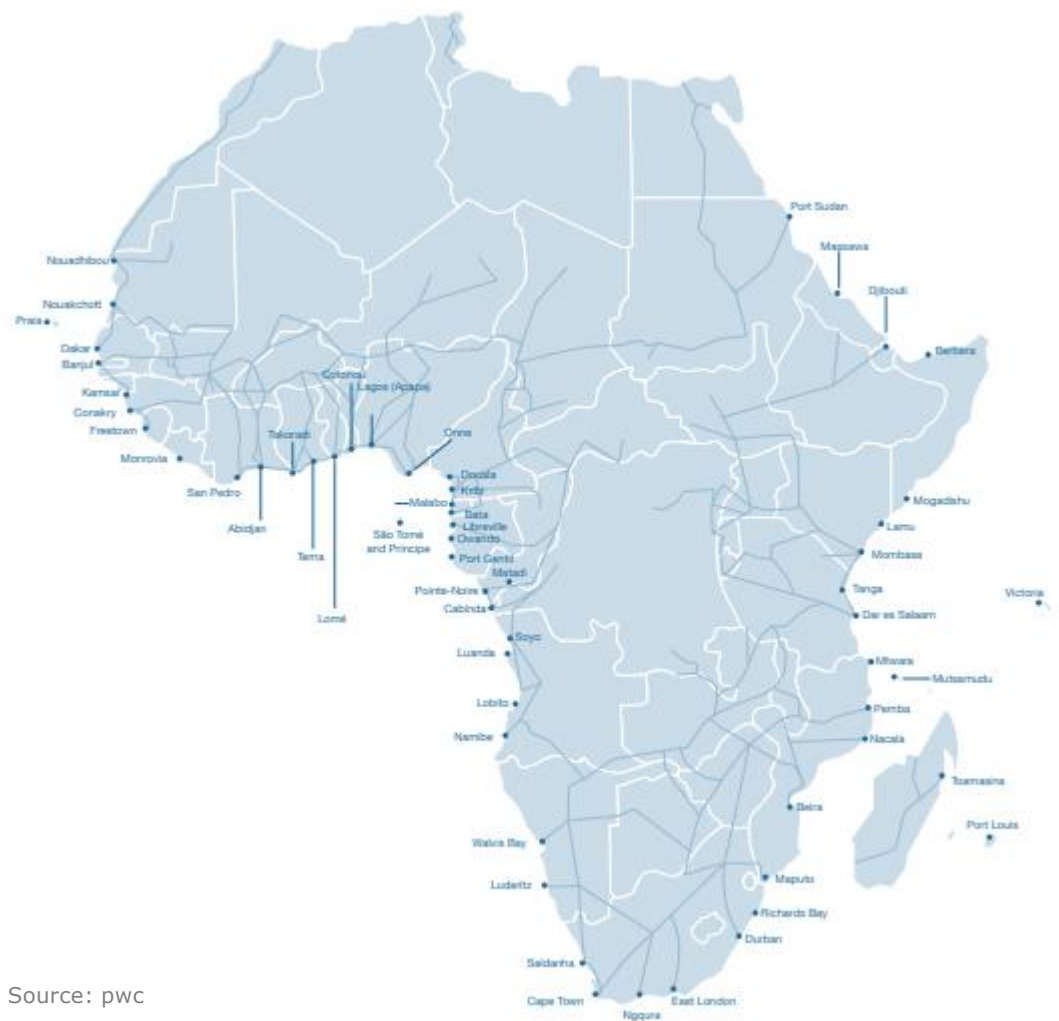 Port Sudan
Massawa
Nouadhibou
Djibouti
Nouakchott
Praia
Dakar
Berbera
Banjul
Cotonou
Lagos (Apapa)
Kamsar
Conakry
Freetown
Takoradi
Onne
Monrovia
Douala
Kribi
San Pedro
Malabo
Mogadishu
Bata
Abidjan
Libreville
Lamu
São Tomé
and Principe
Owendo
Tema
Port Gentil
Mombasa
Matadi
Pointe-Noire
Tanga
Victoria
Cabinda
Lomé
Dar es Salaam
Soyo
Luanda
Mtwara
Mutsamudu
Lobito
Pemba
Namibe
Nacala
Toamasina
Beira
Port Louis
Walvis Bay
Maputo
Luderitz
Richards Bay
Durban
Saldanha
Source: pwc
Cape Town
East London
Ngqura